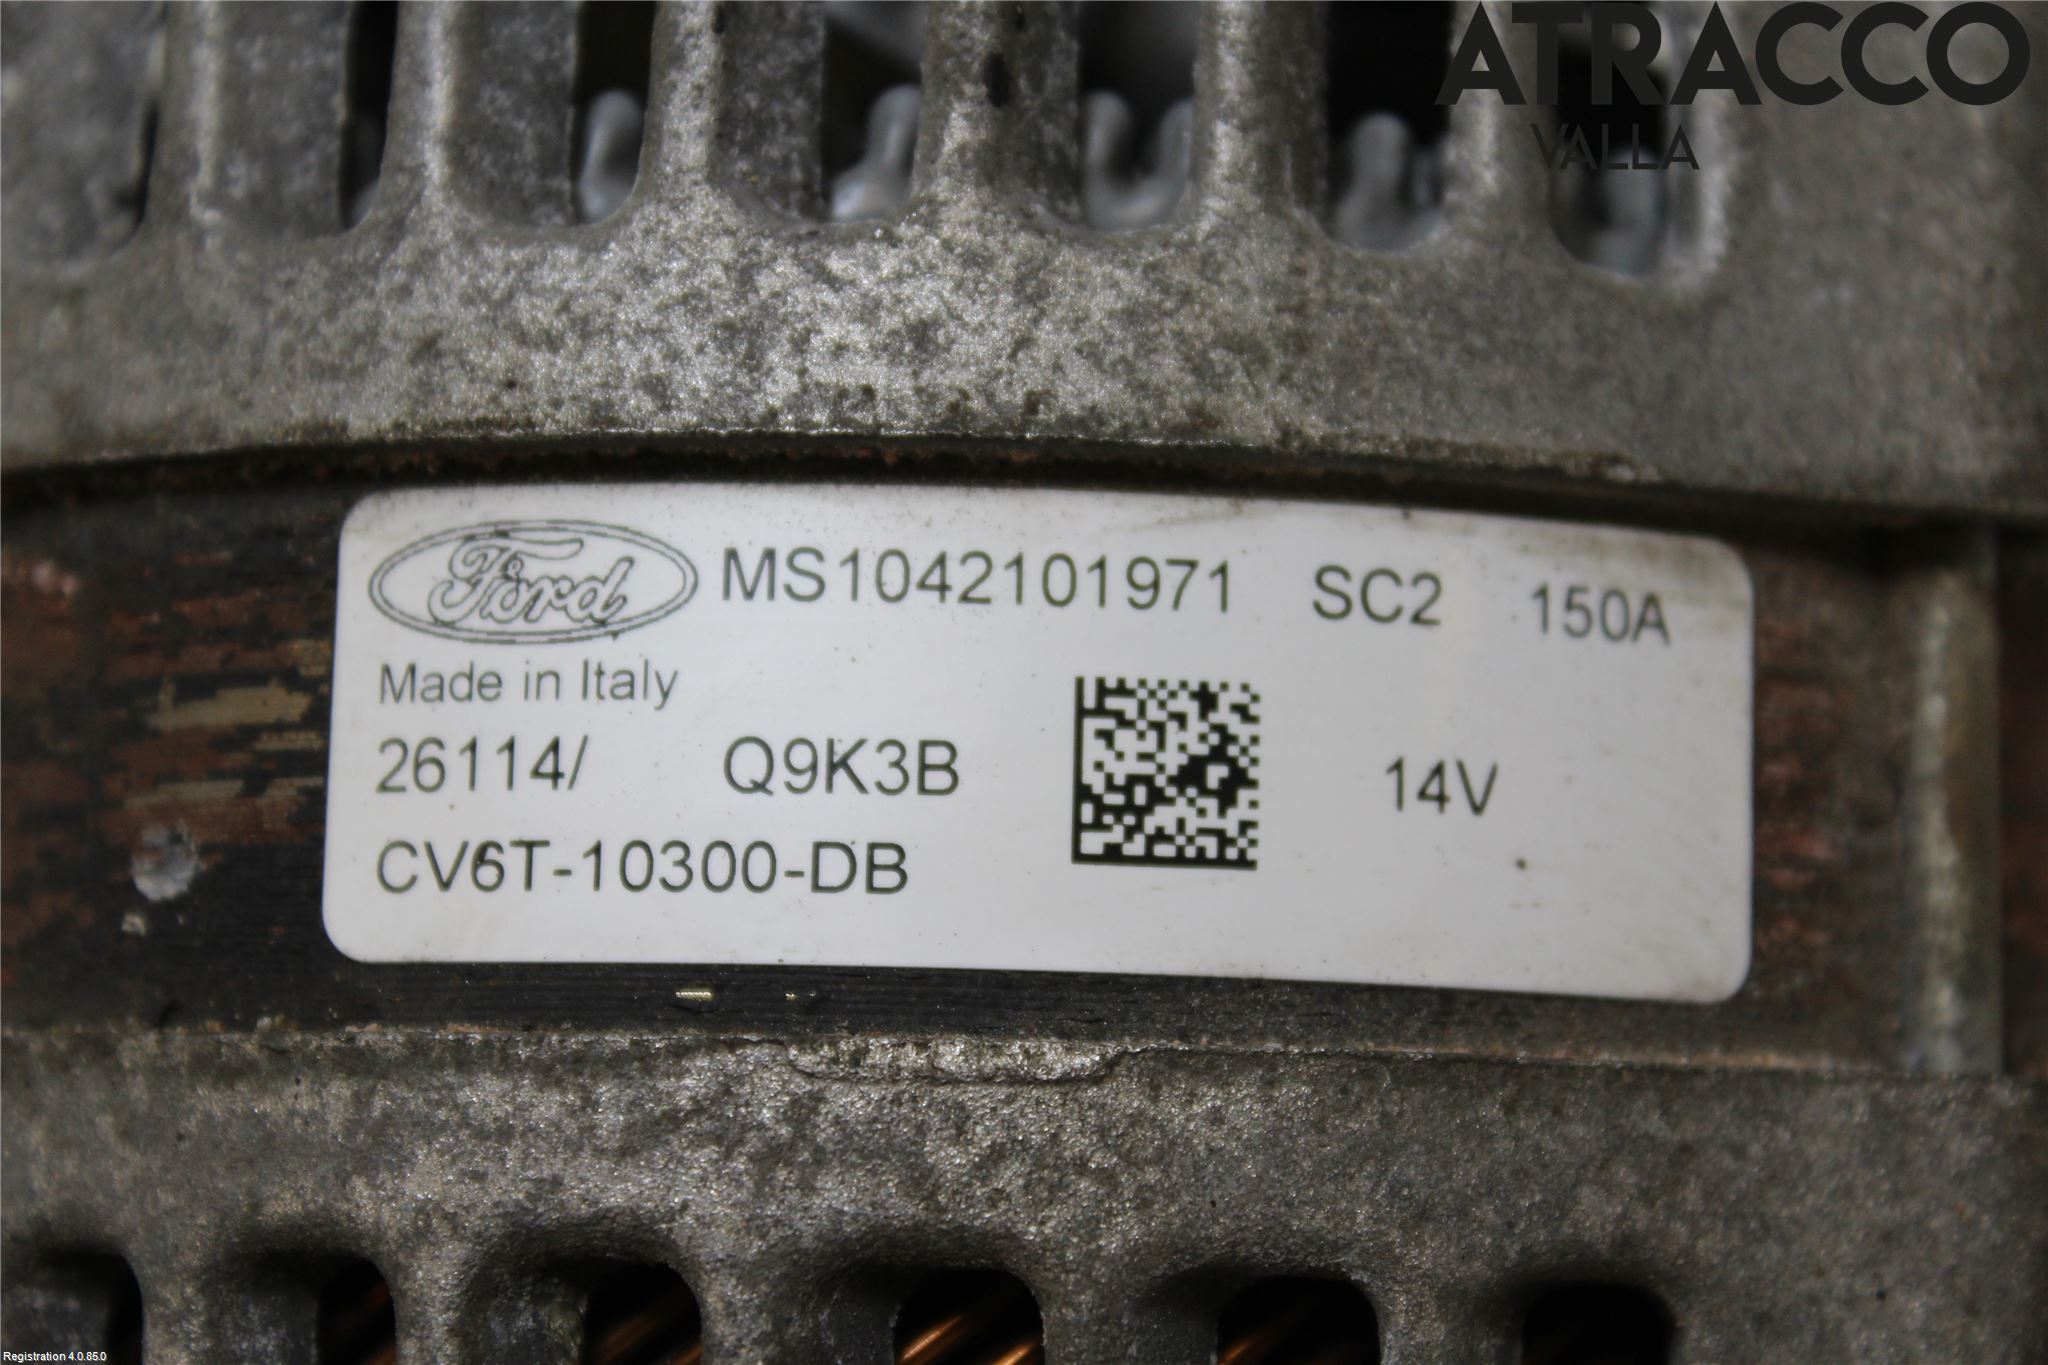 ATRACCO
VALLA
Ford MS1042101971 SC2 150A
Made in Italy
26114/ Q9K3B 14V
CV6T-10300-DB
Registration 4.0.85.0